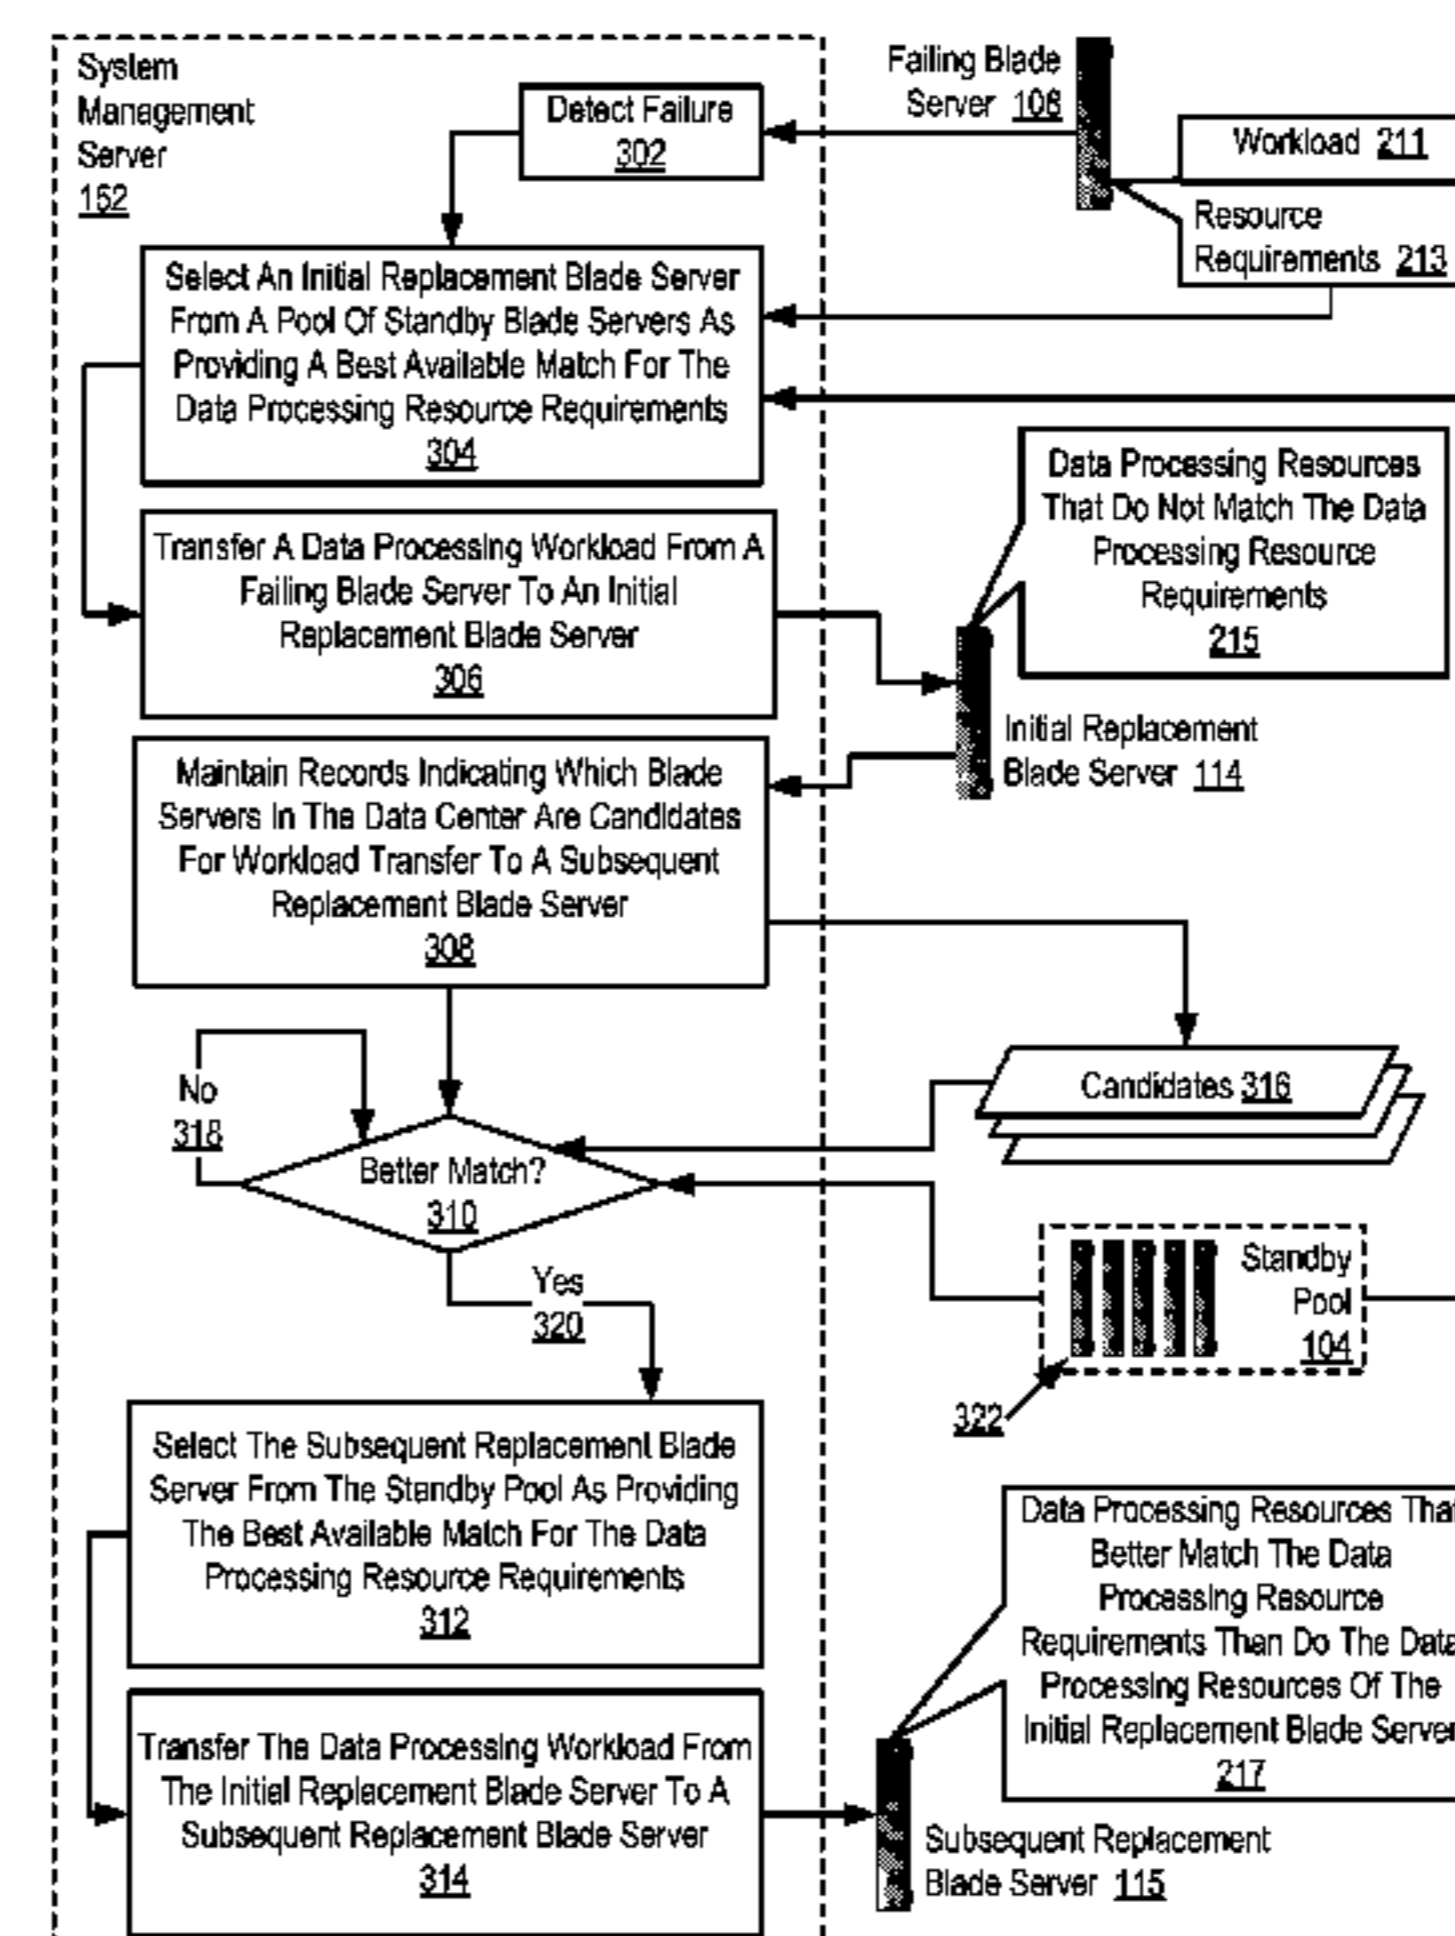 System
Management
Server
152
Detect Failure
302
Failing Blade
Server 106
Workload 211
Resource
Requirements 213
Select An Initial Replacement Blade Server
From A Pool Of Standby Blade Servers As
Providing A Best Available Match For The
Data Processing Resource Requirements
304
Data Processing Resources
That Do Not Match The Data
Processing Resource
Requirements
215
Transfer A Data Processing Workload From A
Failing Blade Server To An Initial
Replacement Blade Server
306
Initial Replacement
Blade Server 114
Maintain Records Indicating Which Blade
Servers In The Data Center Are Candidates
For Workload Transfer To A Subsequent
Replacement Blade Server
308
No
318
Candidates 316
Better Match?
310
Standby
Pool
104
Yes
320
322
Select The Subsequent Replacement Blade
Server From The Standby Pool As Providing
The Best Available Match For The Data
Processing Resource Requirements
312
Data Processing Resources That
Better Match The Data
Processing Resource
Requirements Than Do The Data
Processing Resources Of The
Initial Replacement Blade Server
217
Transfer The Data Processing Workload From
The Initial Replacement Blade Server To A
Subsequent Replacement Blade Server
314
Subsequent Replacement
Blade Server 115